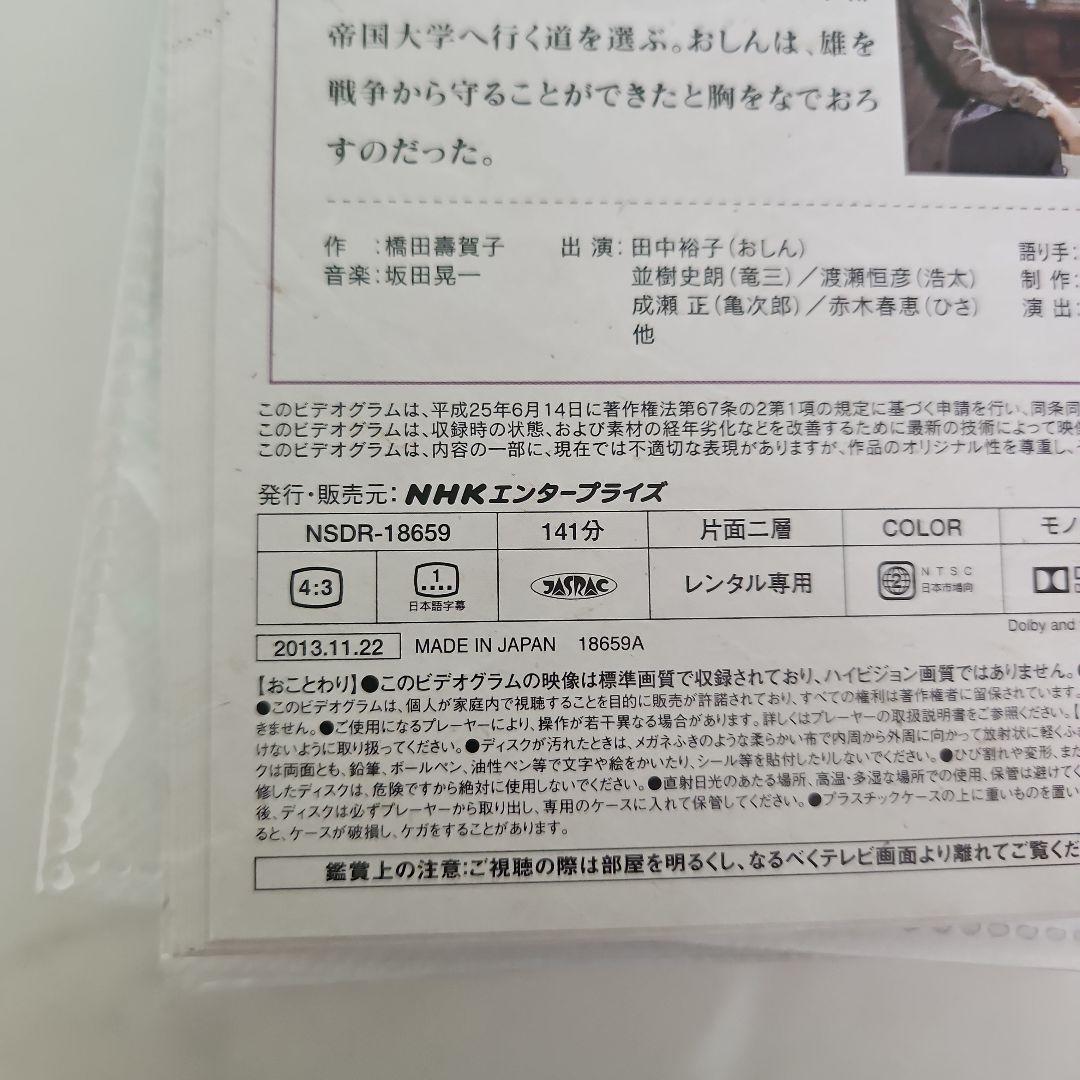 帝国大学へ行く道を選ぶ。おしんは、雄を
戦争から守ることができたと胸をなでおろ
すのだった。
作　:橋田壽賀子　出 演:田中裕子(おしん)　語り手:
音楽:坂田晃一　並樹史朗(竜三)／渡瀬恒彦(浩太)　制 作:
成瀬 正(亀次郎)／赤木春恵(ひさ)　演 出:
他
このビデオグラムは、平成25年6月14日に著作権法第67条の2第1項の規定に基づく申請を行い、同条同
このビデオグラムは、収録時の状態、および素材の経年劣化などを改善するために最新の技術によって映像
このビデオグラムは、内容の一部に、現在では不適切な表現がありますが、作品のオリジナル性を尊重し、
発行・販売元:NHKエンタープライズ
NSDR-18659　141分　片面二層　COLOR　モノ
4:3　1　日本語字幕　JASRAC　レンタル専用　2　NTSC　日本市場向
Dolby and
2013.11.22　MADE IN JAPAN　18659A
【おことわり】●このビデオグラムの映像は標準画質で収録されており、ハイビジョン画質ではありません。
●このビデオグラムは、個人が家庭内で視聴することを目的に販売が許諾されており、すべての権利は著作権者に留保されています。
きません。●ご使用になるプレーヤーにより、操作が若干異なる場合があります。詳しくはプレーヤーの取扱説明書をご参照ください。【
けないように取り扱ってください。●ディスクが汚れたときは、メガネふきのような柔らかい布で内周から外周に向かって放射状に軽くふ
クは両面とも、鉛筆、ボールペン、油性ペン等で文字や絵をかいたり、シール等を貼付したりしないでください。●ひび割れや変形、また
修したディスクは、危険ですから絶対に使用しないでください。●直射日光のあたる場所、高温・多湿な場所での使用、保管は避けてく
後、ディスクは必ずプレーヤーから取り出し、専用のケースに入れて保管してください。●プラスチックケースの上に重いものを置い
ると、ケースが破損し、ケガをすることがあります。
鑑賞上の注意:ご視聴の際は部屋を明るくし、なるべくテレビ画面より離れてご覧くだ